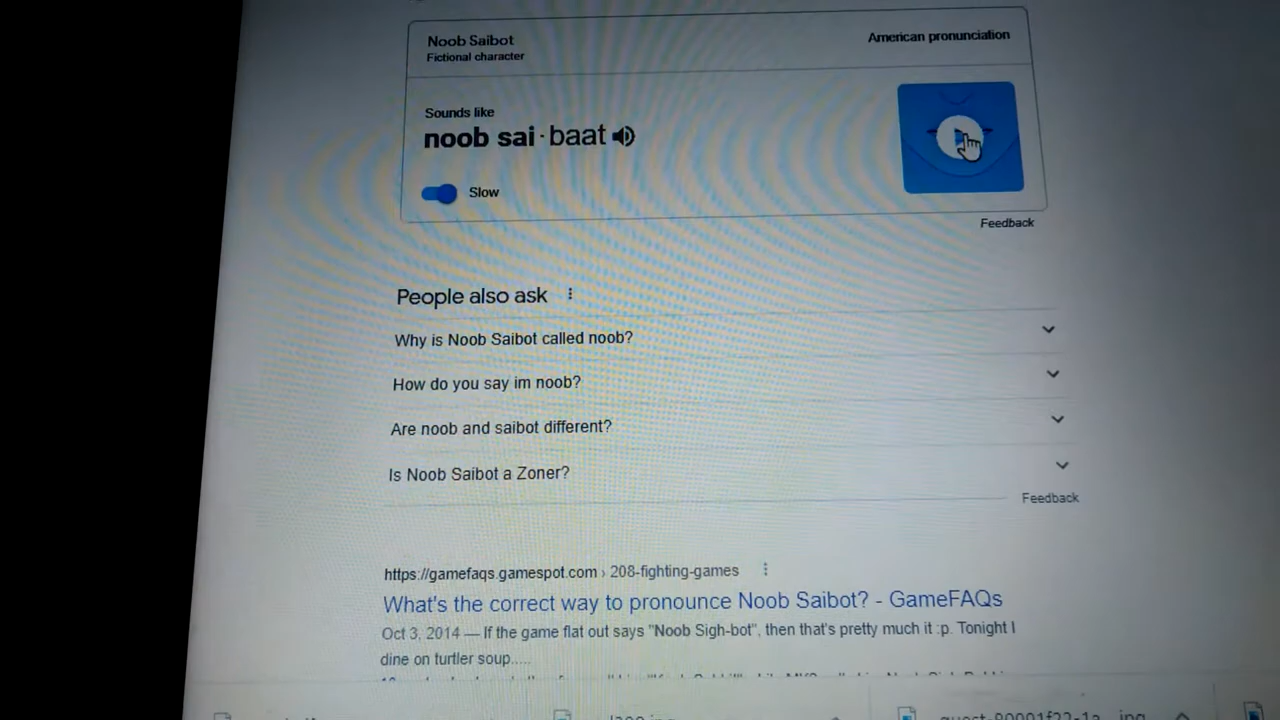 Noob Saibot
American pronunciation
Fictional character
Sounds like
noob sai · baat
Slow
Feedback
People also ask
Why is Noob Saibot called noob?
How do you say im noob?
Are noob and saibot different?
Is Noob Saibot a Zoner?
Feedback
https://gamefaqs.gamespot.com › 208-fighting-games
What's the correct way to pronounce Noob Saibot? - GameFAQs
Oct 3, 2014 — If the game flat out says "Noob Sigh-bot", then that's pretty much it :p. Tonight I
dine on turtler soup.....